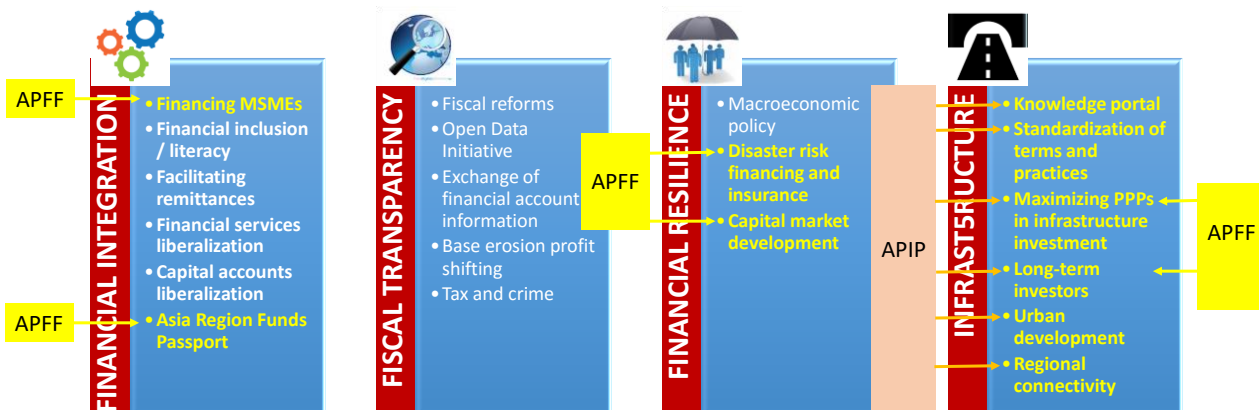 APFF
APFF
FINANCIAL INTEGRATION
• Financing MSMEs
• Financial inclusion
/ literacy
• Facilitating
remittances
• Financial services
liberalization
• Capital accounts
liberalization
• Asia Region Funds
Passport
FISCAL TRANSPARENCY
• Fiscal reforms
• Open Data
Initiative
• Exchange of
financial account
information
• Base erosion profit
shifting
• Tax and crime
APFF
FINANCIAL RESILIENCE
• Macroeconomic
policy
• Disaster risk
financing and
insurance
• Capital market
development
APIP
INFRAST5RUCTURE
• Knowledge portal
• Standardization of
terms and
practices
• Maximizing PPPs
in infrastructure
investment
• Long-term
investors
• Urban
development
• Regional
connectivity
APFF